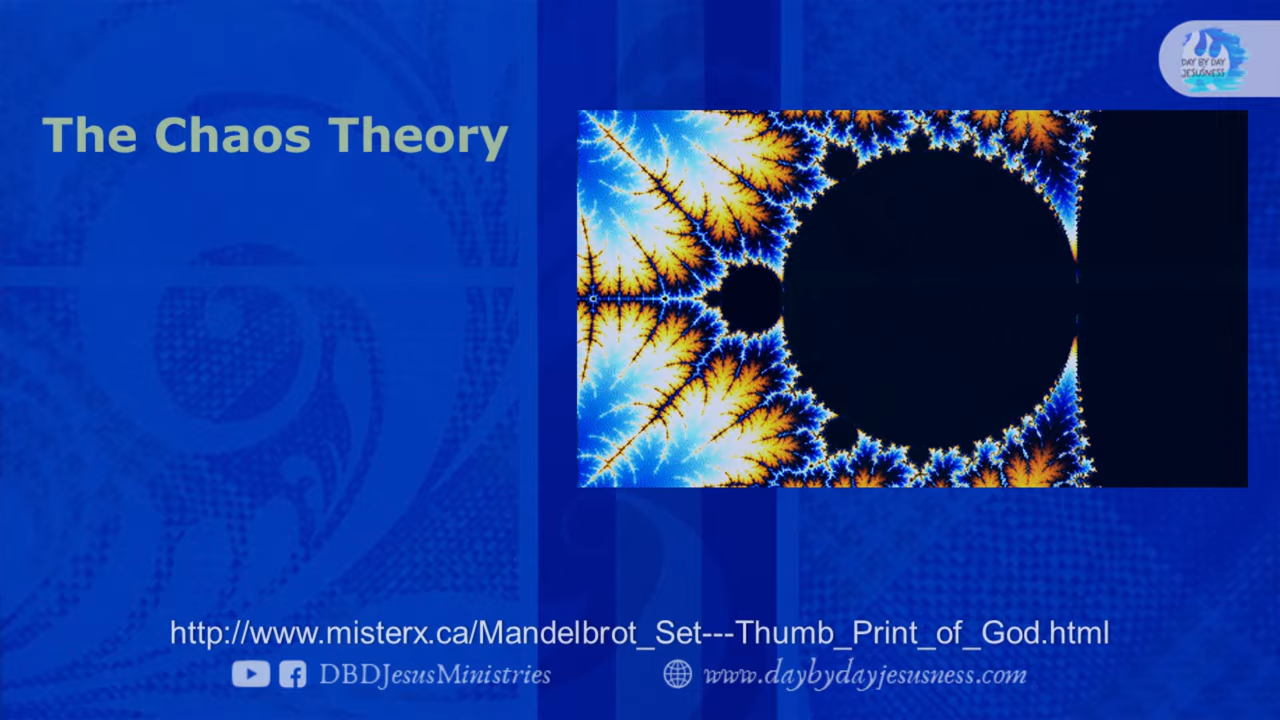 DAY BY DAY
JESUSNESS
The Chaos Theory
http://www.misterx.ca/Mandelbrot_Set---Thumb_Print_of_God.html
DBDJesusMinistries
www.daybydayjesusness.com